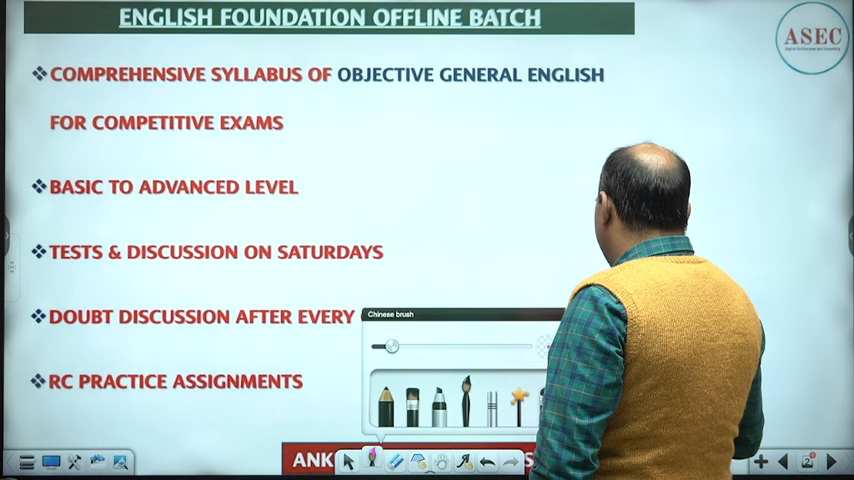 ENGLISH FOUNDATION OFFLINE BATCH
ASEC
❖COMPREHENSIVE SYLLABUS OF OBJECTIVE GENERAL ENGLISH
FOR COMPETITIVE EXAMS
❖BASIC TO ADVANCED LEVEL
❖TESTS & DISCUSSION ON SATURDAYS
❖DOUBT DISCUSSION AFTER EVERY
Chinese brush
❖RC PRACTICE ASSIGNMENTS
ANK
2